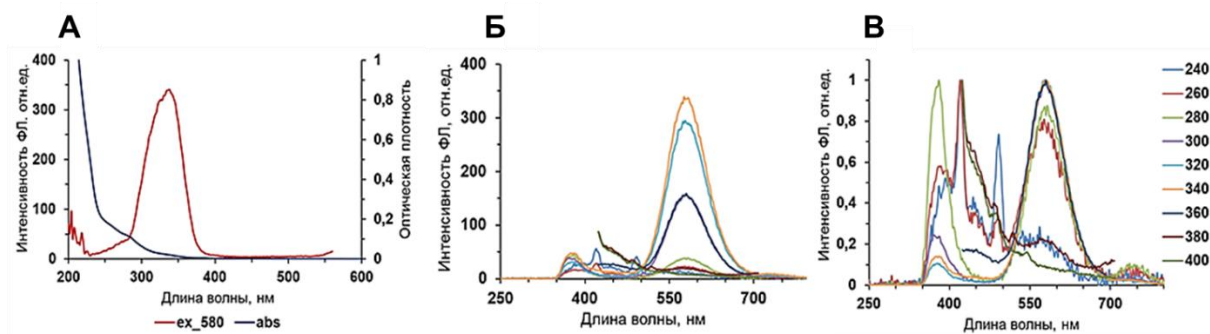 А
Интенсивность ФЛ. отн.ед.
400
300
200
100
0
1
0,8
0,6
0,4
0,2
0
Оптическая плотность
200 300 400 500 600
Длина волны, нм
ex_580 abs
Б
Интенсивность ФЛ, отн.ед.
400
300
200
100
0
250 400 550 700
Длина волны, нм
В
Интенсивность ФЛ, отн.ед.
1
0,8
0,6
0,4
0,2
0
250 400 550 700
Длина волны, нм
240
260
280
300
320
340
360
380
400